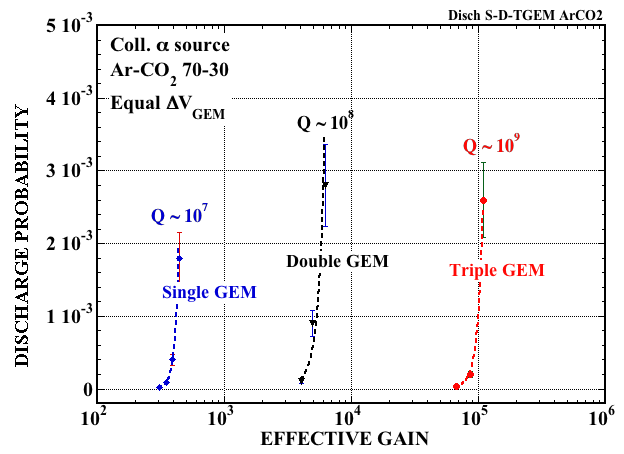 Disch S-D-TGEM ArCO2
5 10⁻³
4 10⁻³
3 10⁻³
2 10⁻³
1 10⁻³
0
DISCHARGE PROBABILITY
Coll. α source
Ar-CO₂ 70-30
Equal ΔV_GEM
Q ~ 10⁷
Q ~ 10⁸
Q ~ 10⁹
Single GEM
Double GEM
Triple GEM
10² 10³ 10⁴ 10⁵ 10⁶
EFFECTIVE GAIN